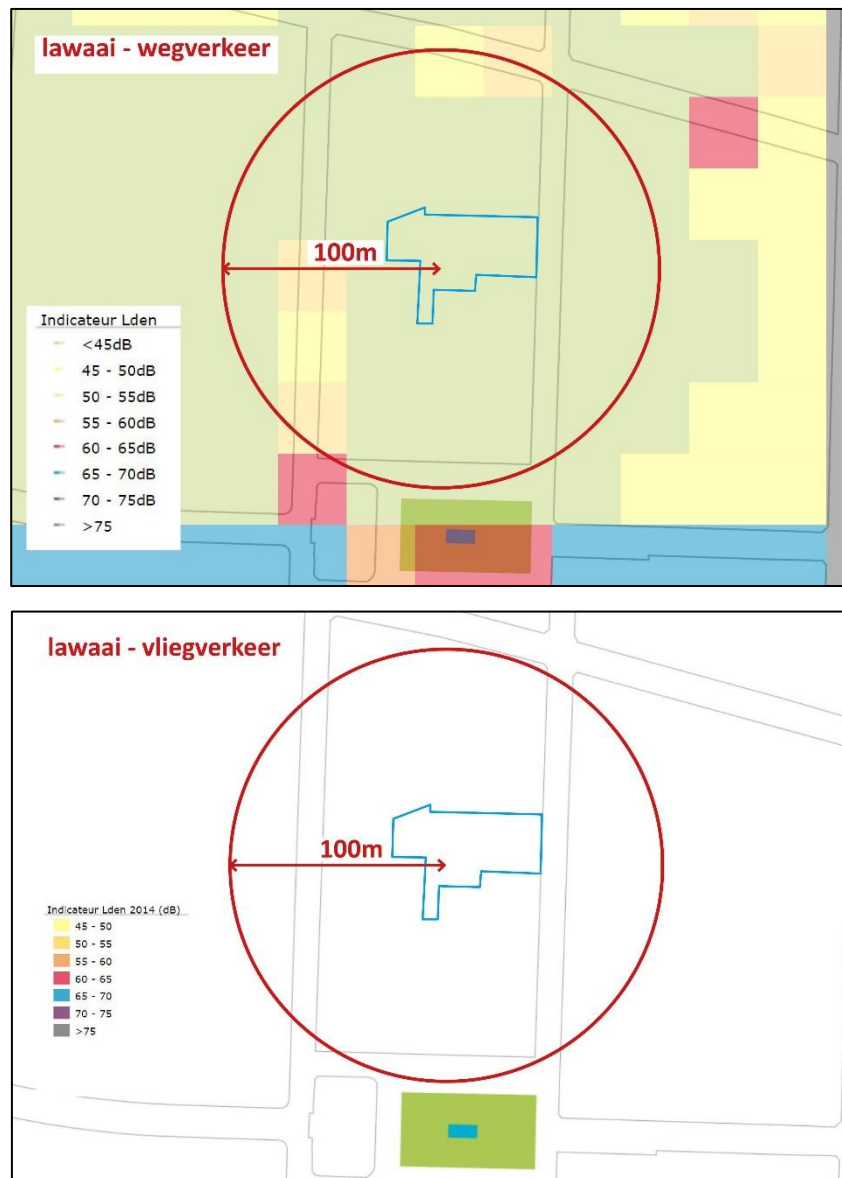 lawaai - wegverkeer
100m
Indicateur Lden
<45dB
45 - 50dB
50 - 55dB
55 - 60dB
60 - 65dB
65 - 70dB
70 - 75dB
>75
lawaai - vliegverkeer
100m
Indicateur Lden 2014 (dB)
45 - 50
50 - 55
55 - 60
60 - 65
65 - 70
70 - 75
>75